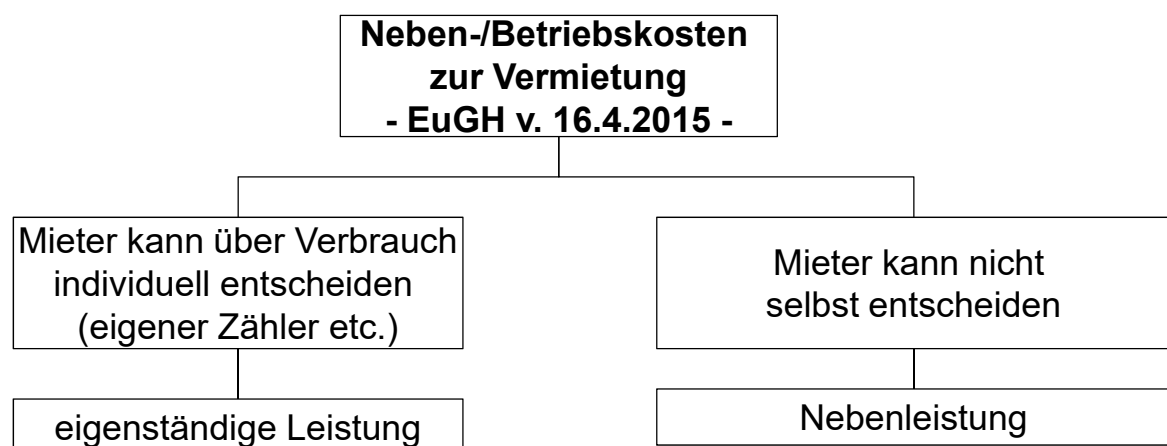 Neben-/Betriebskosten
zur Vermietung
- EuGH v. 16.4.2015 -
Mieter kann über Verbrauch
individuell entscheiden
(eigener Zähler etc.)
Mieter kann nicht
selbst entscheiden
eigenständige Leistung
Nebenleistung